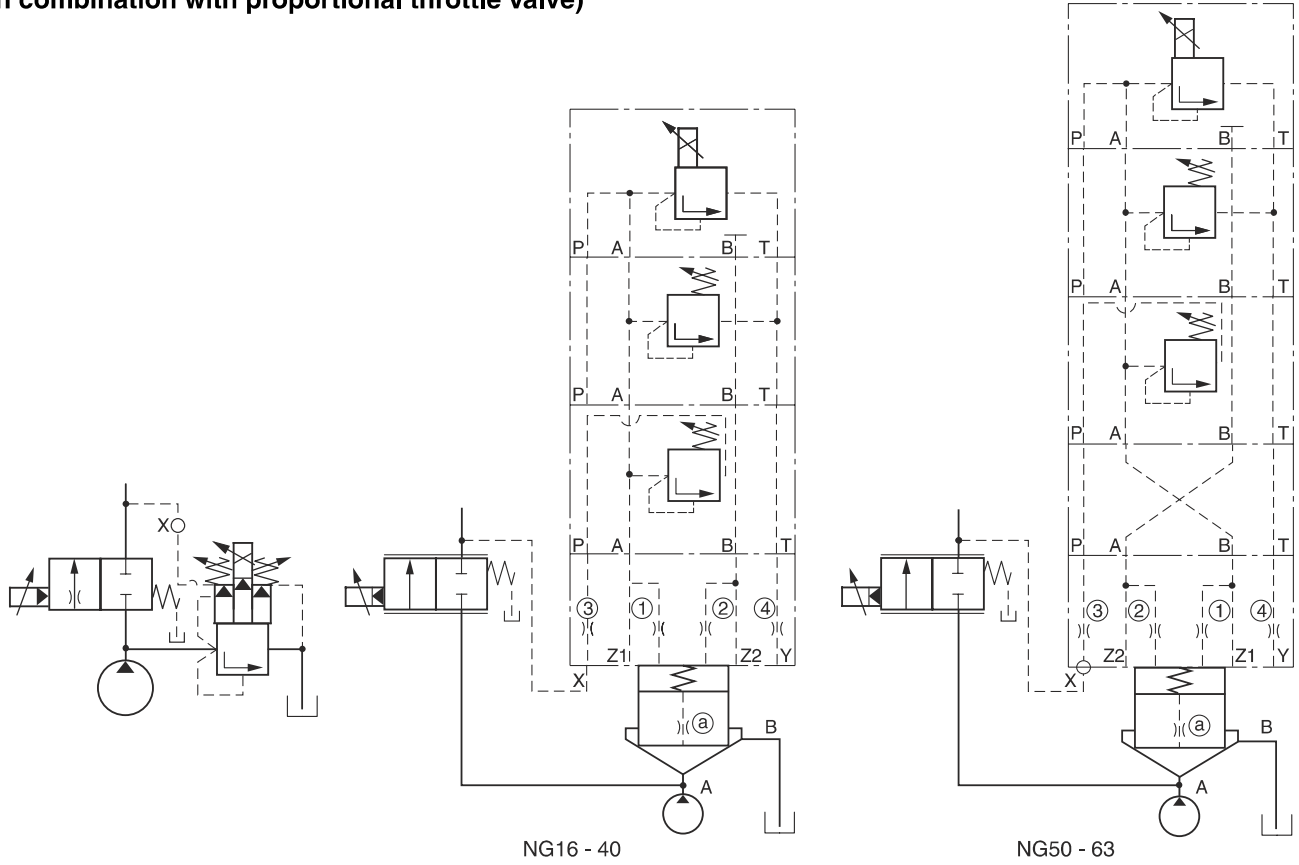 n combination with proportional throttle valve)
P A B T
P A B T
P A B T
P A B T
3 1 2 4
Z1 Z2 Y
X
a
B
A
NG16 - 40
X
P A B T
P A B T
P A B T
P A B T
3 2 1 4
Z2 Z1 Y
X
a
B
A
NG50 - 63